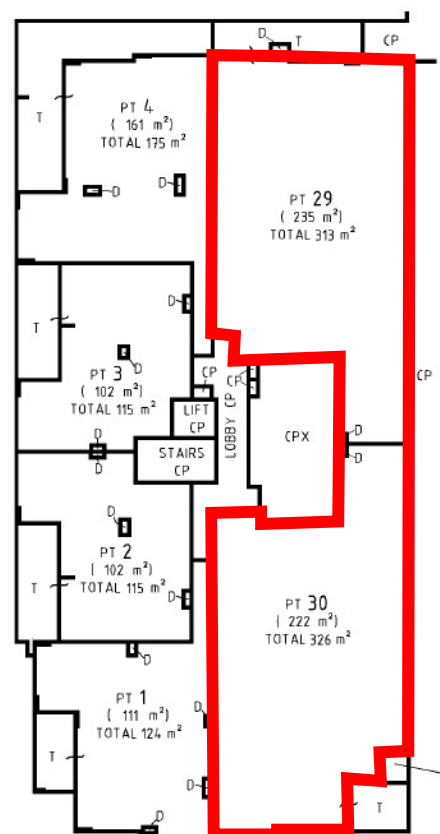 D
T
CP
T
PT 4
( 161 m²)
TOTAL 175 m²
D
D
PT 29
( 235 m²)
TOTAL 313 m²
D
T
D
PT 3
( 102 m²)
TOTAL 115 m²
CP
CP
LIFT
CP
LOBBY CP
CPX
CP
D
D
D
D
STAIRS
CP
D
PT 2
( 102 m²)
TOTAL 115 m²
T
D
PT 30
( 222 m²)
TOTAL 326 m²
D
PT 1
( 111 m²)
TOTAL 124 m²
D
T
D
T
D